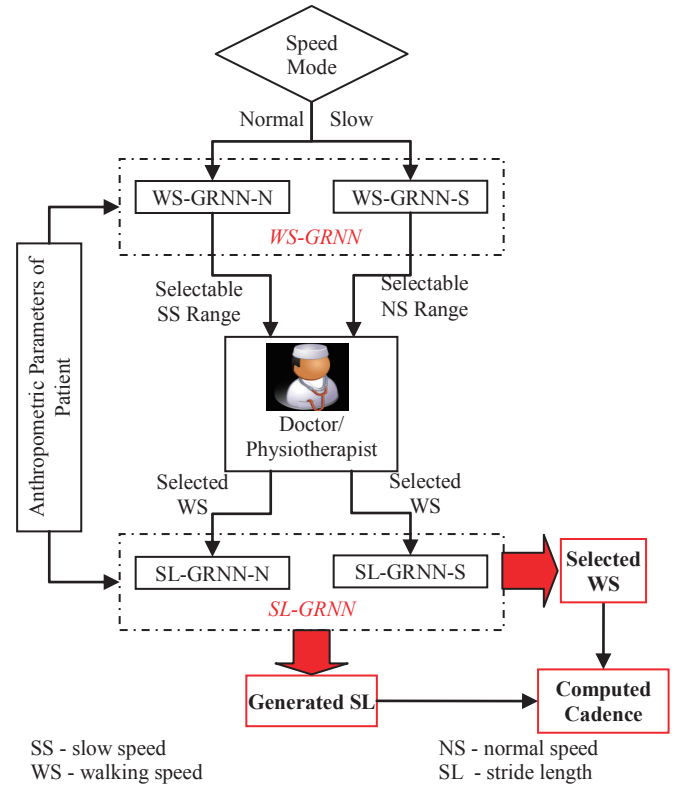 Speed
Mode
Normal
Slow
WS-GRNN-N
WS-GRNN-S
WS-GRNN
Selectable
SS Range
Selectable
NS Range
Anthropometric Parameters of
Patient
Doctor/
Physiotherapist
Selected
WS
Selected
WS
SL-GRNN-N
SL-GRNN-S
SL-GRNN
Selected
WS
Generated SL
Computed
Cadence
SS - slow speed
WS - walking speed
NS - normal speed
SL - stride length